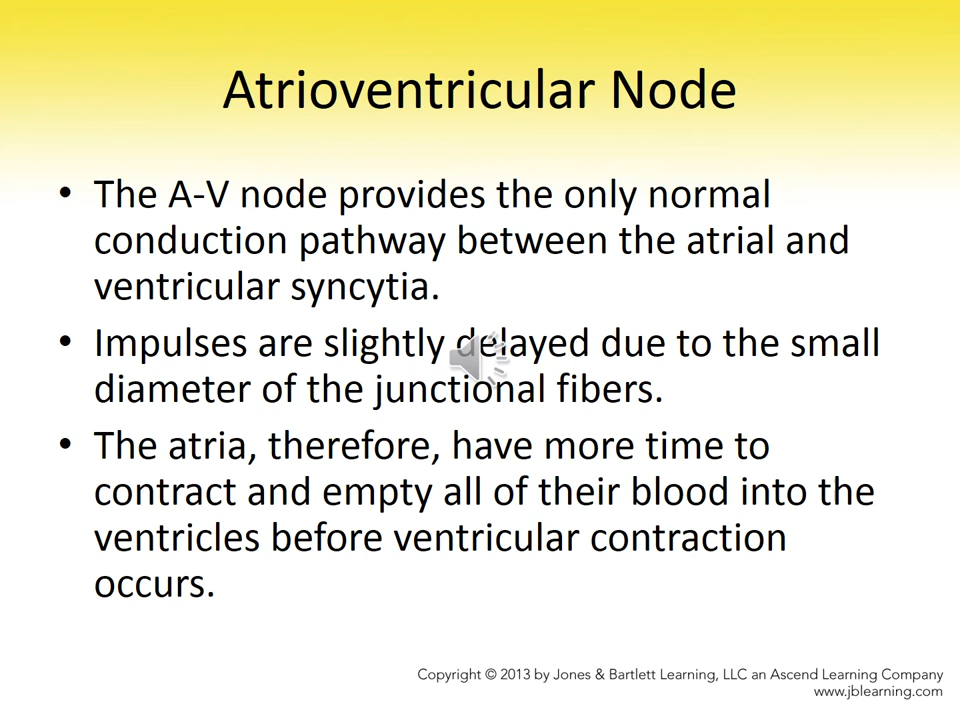 Atrioventricular Node
• The A-V node provides the only normal
conduction pathway between the atrial and
ventricular syncytia.
• Impulses are slightly delayed due to the small
diameter of the junctional fibers.
• The atria, therefore, have more time to
contract and empty all of their blood into the
ventricles before ventricular contraction
occurs.
Copyright © 2013 by Jones & Bartlett Learning, LLC an Ascend Learning Company
www.jblearning.com